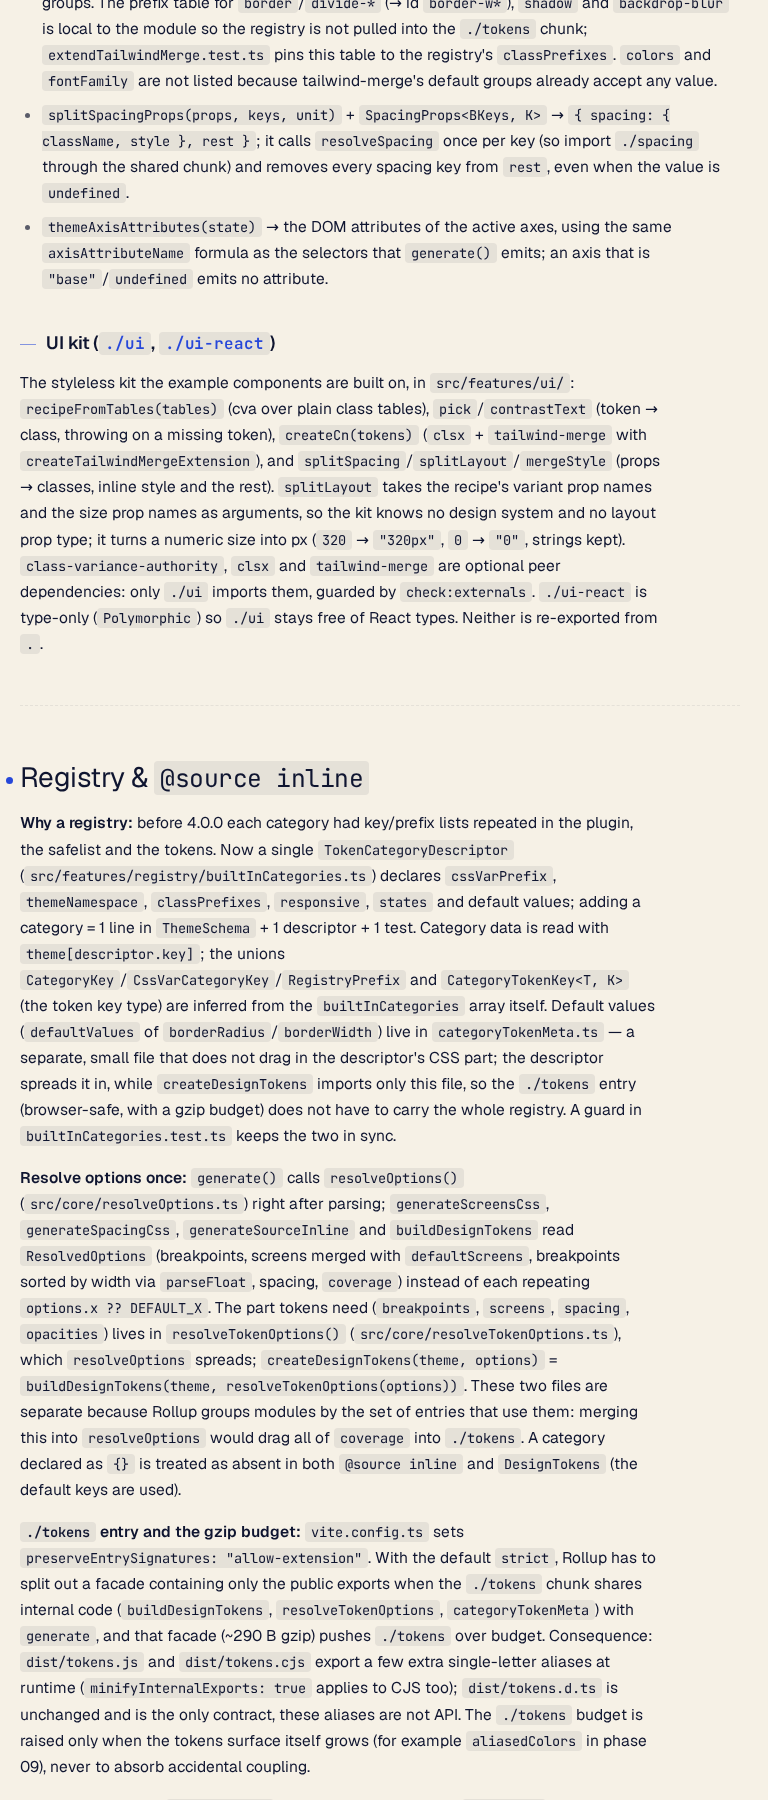 groups. The prefix table for border / divide-* (→ id border-w* ), shadow and backdrop-blur
is local to the module so the registry is not pulled into the ./tokens chunk;
extendTailwindMerge.test.ts pins this table to the registry's classPrefixes . colors and
fontFamily are not listed because tailwind-merge's default groups already accept any value.
• splitSpacingProps(props, keys, unit) + SpacingProps<BKeys, K> → { spacing: {
className, style }, rest } ; it calls resolveSpacing once per key (so import ./spacing
through the shared chunk) and removes every spacing key from rest , even when the value is
undefined .
• themeAxisAttributes(state) → the DOM attributes of the active axes, using the same
axisAttributeName formula as the selectors that generate() emits; an axis that is
"base" / undefined emits no attribute.
— UI kit ( ./ui , ./ui-react )
The styleless kit the example components are built on, in src/features/ui/ :
recipeFromTables(tables) (cva over plain class tables), pick / contrastText (token →
class, throwing on a missing token), createCn(tokens) ( clsx + tailwind-merge with
createTailwindMergeExtension ), and splitSpacing / splitLayout / mergeStyle (props
→ classes, inline style and the rest). splitLayout takes the recipe's variant prop names
and the size prop names as arguments, so the kit knows no design system and no layout
prop type; it turns a numeric size into px ( 320 → "320px" , 0 → "0" , strings kept).
class-variance-authority , clsx and tailwind-merge are optional peer
dependencies: only ./ui imports them, guarded by check:externals . ./ui-react is
type-only ( Polymorphic ) so ./ui stays free of React types. Neither is re-exported from
. .
Registry & @source inline
Why a registry: before 4.0.0 each category had key/prefix lists repeated in the plugin,
the safelist and the tokens. Now a single TokenCategoryDescriptor
( src/features/registry/builtInCategories.ts ) declares cssVarPrefix ,
themeNamespace , classPrefixes , responsive , states and default values; adding a
category = 1 line in ThemeSchema + 1 descriptor + 1 test. Category data is read with
theme[descriptor.key] ; the unions
CategoryKey / CssVarCategoryKey / RegistryPrefix and CategoryTokenKey<T, K>
(the token key type) are inferred from the builtInCategories array itself. Default values
( defaultValues of borderRadius / borderWidth ) live in categoryTokenMeta.ts — a
separate, small file that does not drag in the descriptor's CSS part; the descriptor
spreads it in, while createDesignTokens imports only this file, so the ./tokens entry
(browser-safe, with a gzip budget) does not have to carry the whole registry. A guard in
builtInCategories.test.ts keeps the two in sync.
Resolve options once: generate() calls resolveOptions()
( src/core/resolveOptions.ts ) right after parsing; generateScreensCss ,
generateSpacingCss , generateSourceInline and buildDesignTokens read
ResolvedOptions (breakpoints, screens merged with defaultScreens , breakpoints
sorted by width via parseFloat , spacing, coverage ) instead of each repeating
options.x ?? DEFAULT_X . The part tokens need ( breakpoints , screens , spacing ,
opacities ) lives in resolveTokenOptions() ( src/core/resolveTokenOptions.ts ),
which resolveOptions spreads; createDesignTokens(theme, options) =
buildDesignTokens(theme, resolveTokenOptions(options)) . These two files are
separate because Rollup groups modules by the set of entries that use them: merging
this into resolveOptions would drag all of coverage into ./tokens . A category
declared as {} is treated as absent in both @source inline and DesignTokens (the
default keys are used).
./tokens entry and the gzip budget: vite.config.ts sets
preserveEntrySignatures: "allow-extension" . With the default strict , Rollup has to
split out a facade containing only the public exports when the ./tokens chunk shares
internal code ( buildDesignTokens , resolveTokenOptions , categoryTokenMeta ) with
generate , and that facade (~290 B gzip) pushes ./tokens over budget. Consequence:
dist/tokens.js and dist/tokens.cjs export a few extra single-letter aliases at
runtime ( minifyInternalExports: true applies to CJS too); dist/tokens.d.ts is
unchanged and is the only contract, these aliases are not API. The ./tokens budget is
raised only when the tokens surface itself grows (for example aliasedColors in phase
09), never to absorb accidental coupling.